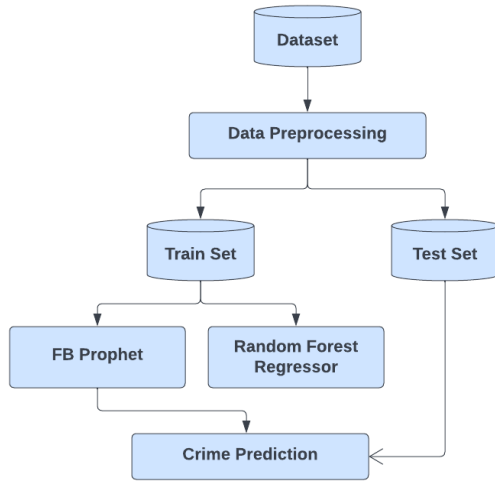 Dataset
Data Preprocessing
Train Set
Test Set
FB Prophet
Random Forest
Regressor
Crime Prediction